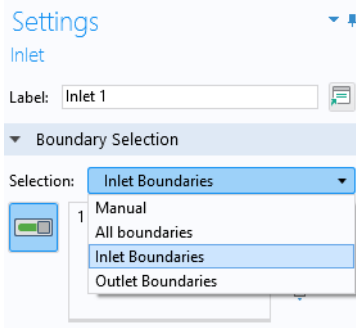 Settings
Inlet
Label: Inlet 1
Boundary Selection
Selection: Inlet Boundaries
1
Manual
All boundaries
Inlet Boundaries
Outlet Boundaries